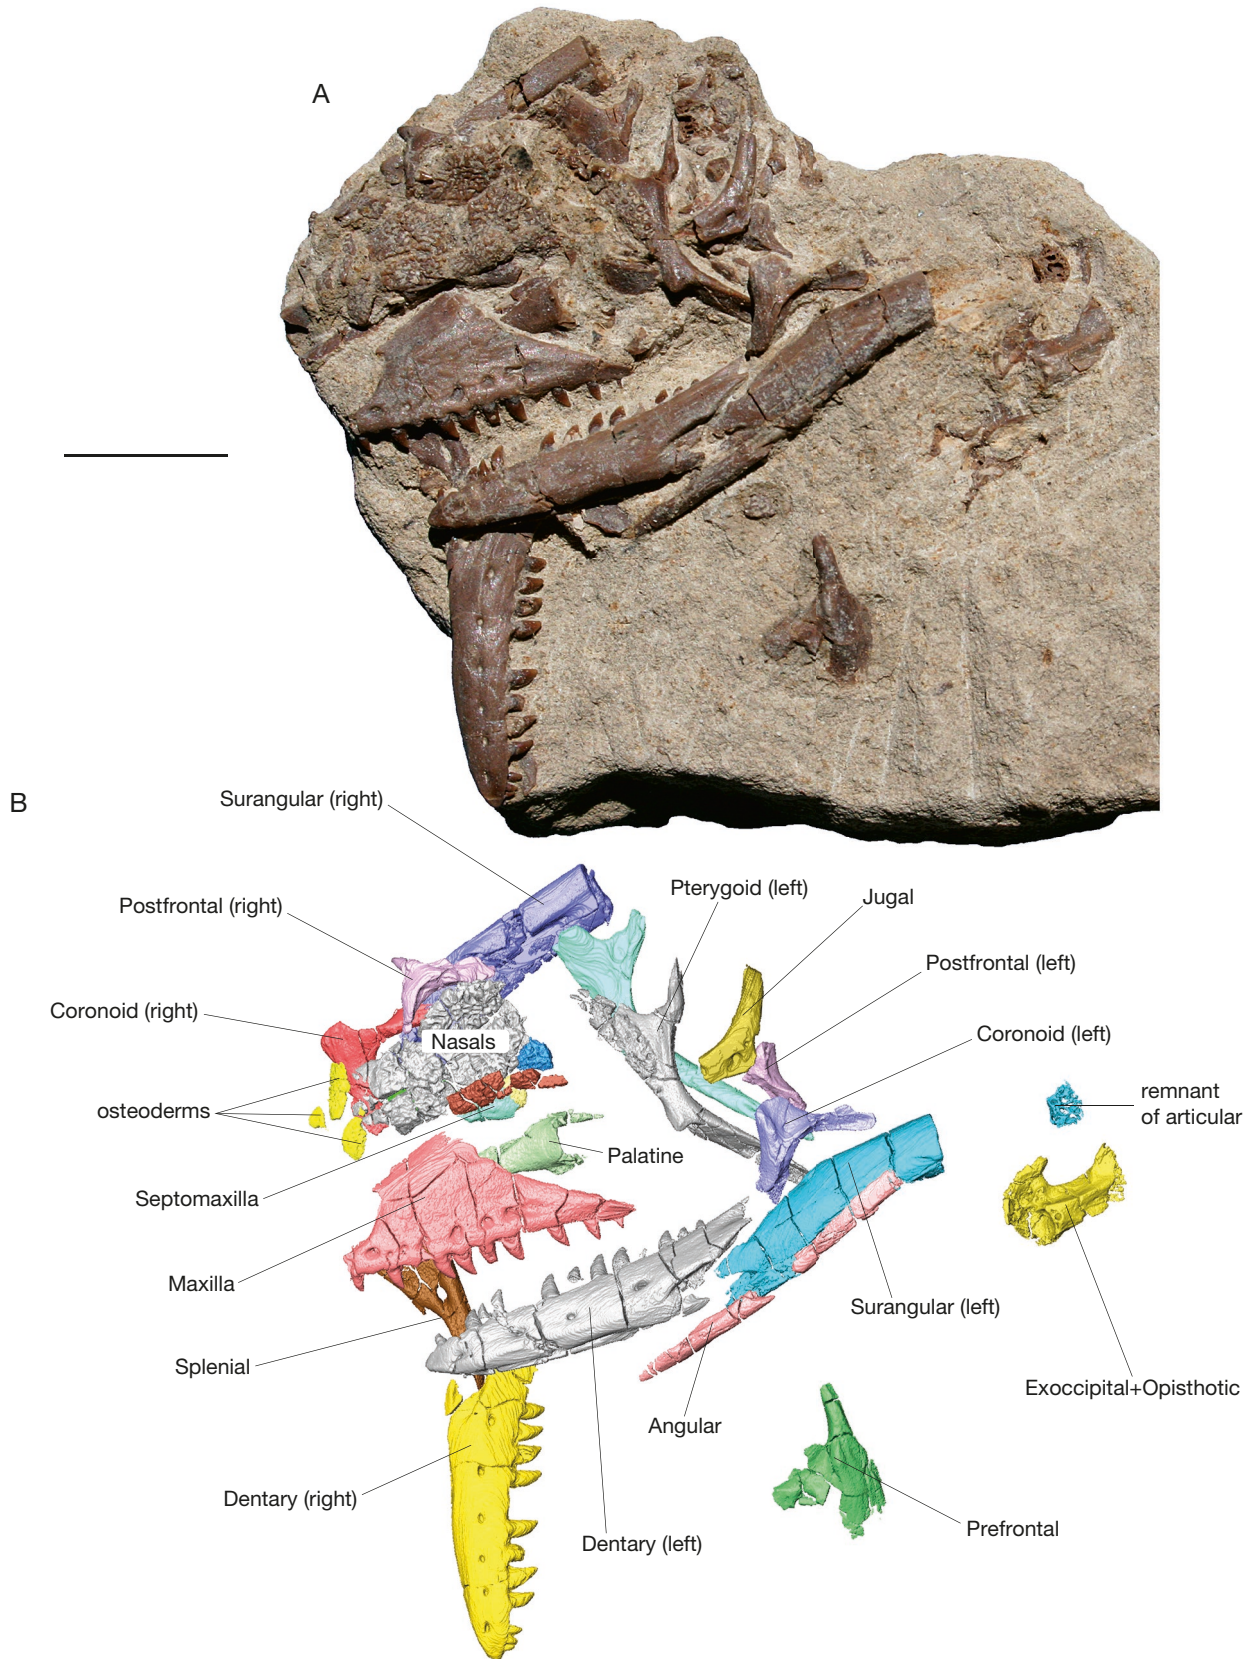 A
B
Surangular (right)
Pterygoid (left)
Jugal
Postfrontal (right)
Postfrontal (left)
Coronoid (right)
Nasals
Coronoid (left)
osteoderms
remnant
of articular
Palatine
Septomaxilla
Maxilla
Surangular (left)
Splenial
Exoccipital+Opisthotic
Angular
Dentary (right)
Prefrontal
Dentary (left)